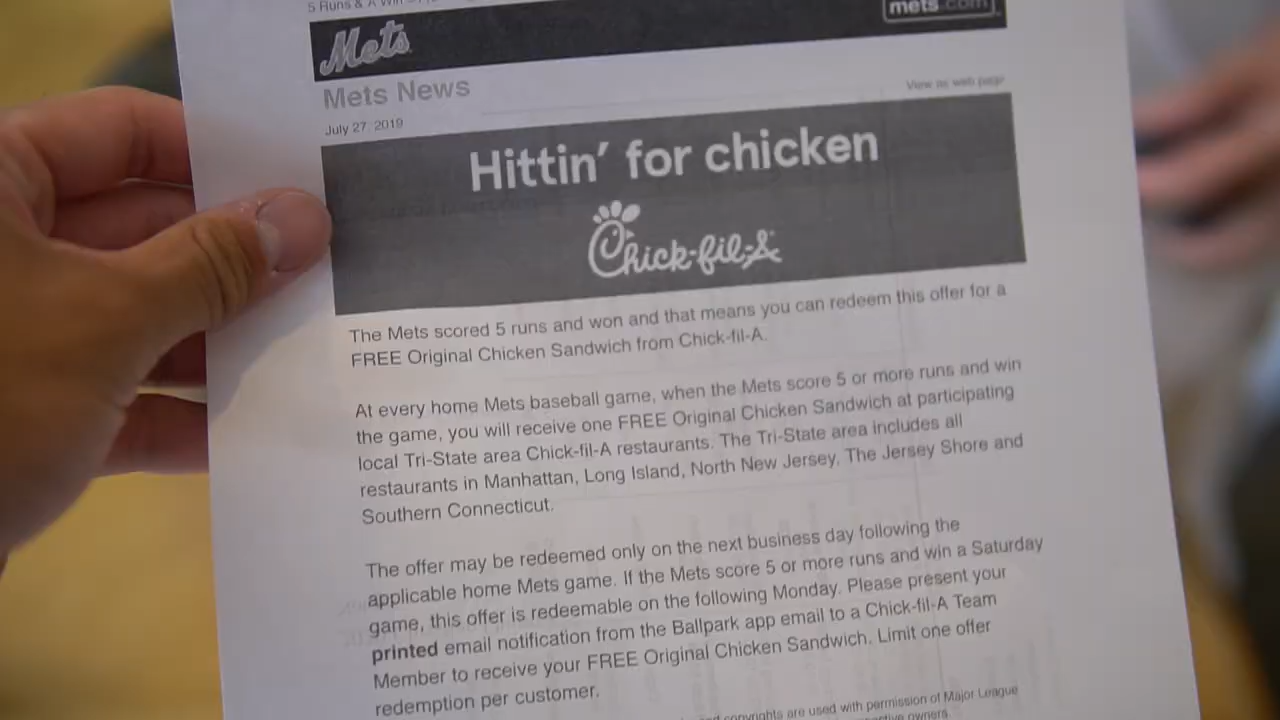 5 Runs & A Win
Mets
mets.com
Mets News
View as web page
July 27, 2019
Hittin' for chicken
Chick-fil-A
The Mets scored 5 runs and won and that means you can redeem this offer for a
FREE Original Chicken Sandwich from Chick-fil-A.
At every home Mets baseball game, when the Mets score 5 or more runs and win
the game, you will receive one FREE Original Chicken Sandwich at participating
local Tri-State area Chick-fil-A restaurants. The Tri-State area includes all
restaurants in Manhattan, Long Island, North New Jersey, The Jersey Shore and
Southern Connecticut.
The offer may be redeemed only on the next business day following the
applicable home Mets game. If the Mets score 5 or more runs and win a Saturday
game, this offer is redeemable on the following Monday. Please present your
printed email notification from the Ballpark app email to a Chick-fil-A Team
Member to receive your FREE Original Chicken Sandwich. Limit one offer
redemption per customer.
and copyrights are used with permission of Major League
owners.